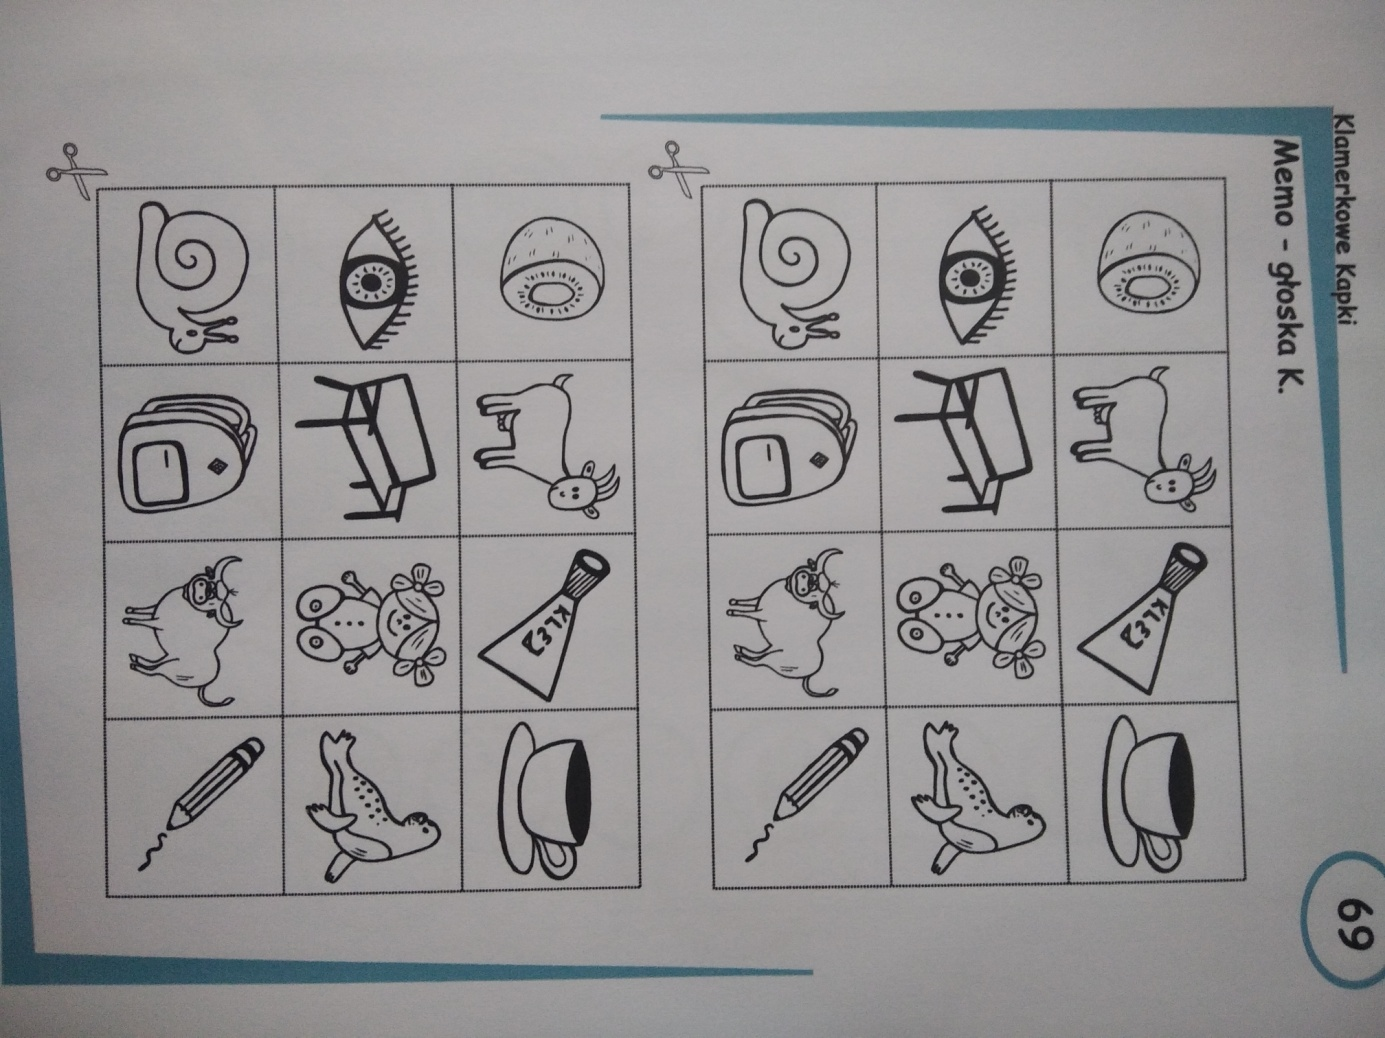 Klamerkowe Kapki
69
Memo - głoska K.
KLEJ
KLEJ